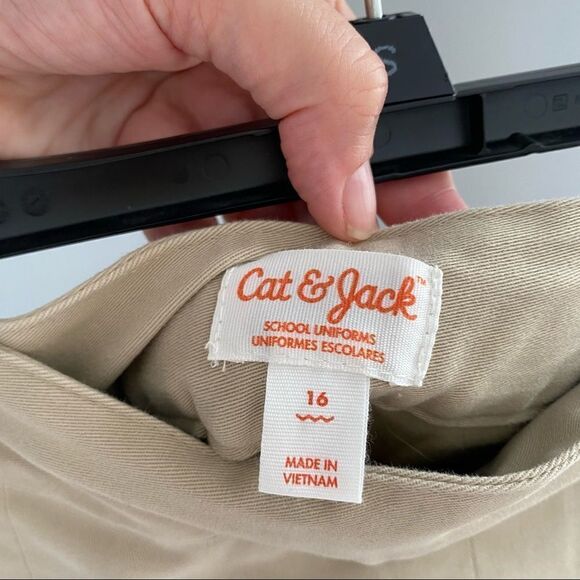 S
Cat & Jack™
SCHOOL UNIFORMS
UNIFORMES ESCOLARES
16
MADE IN
VIETNAM